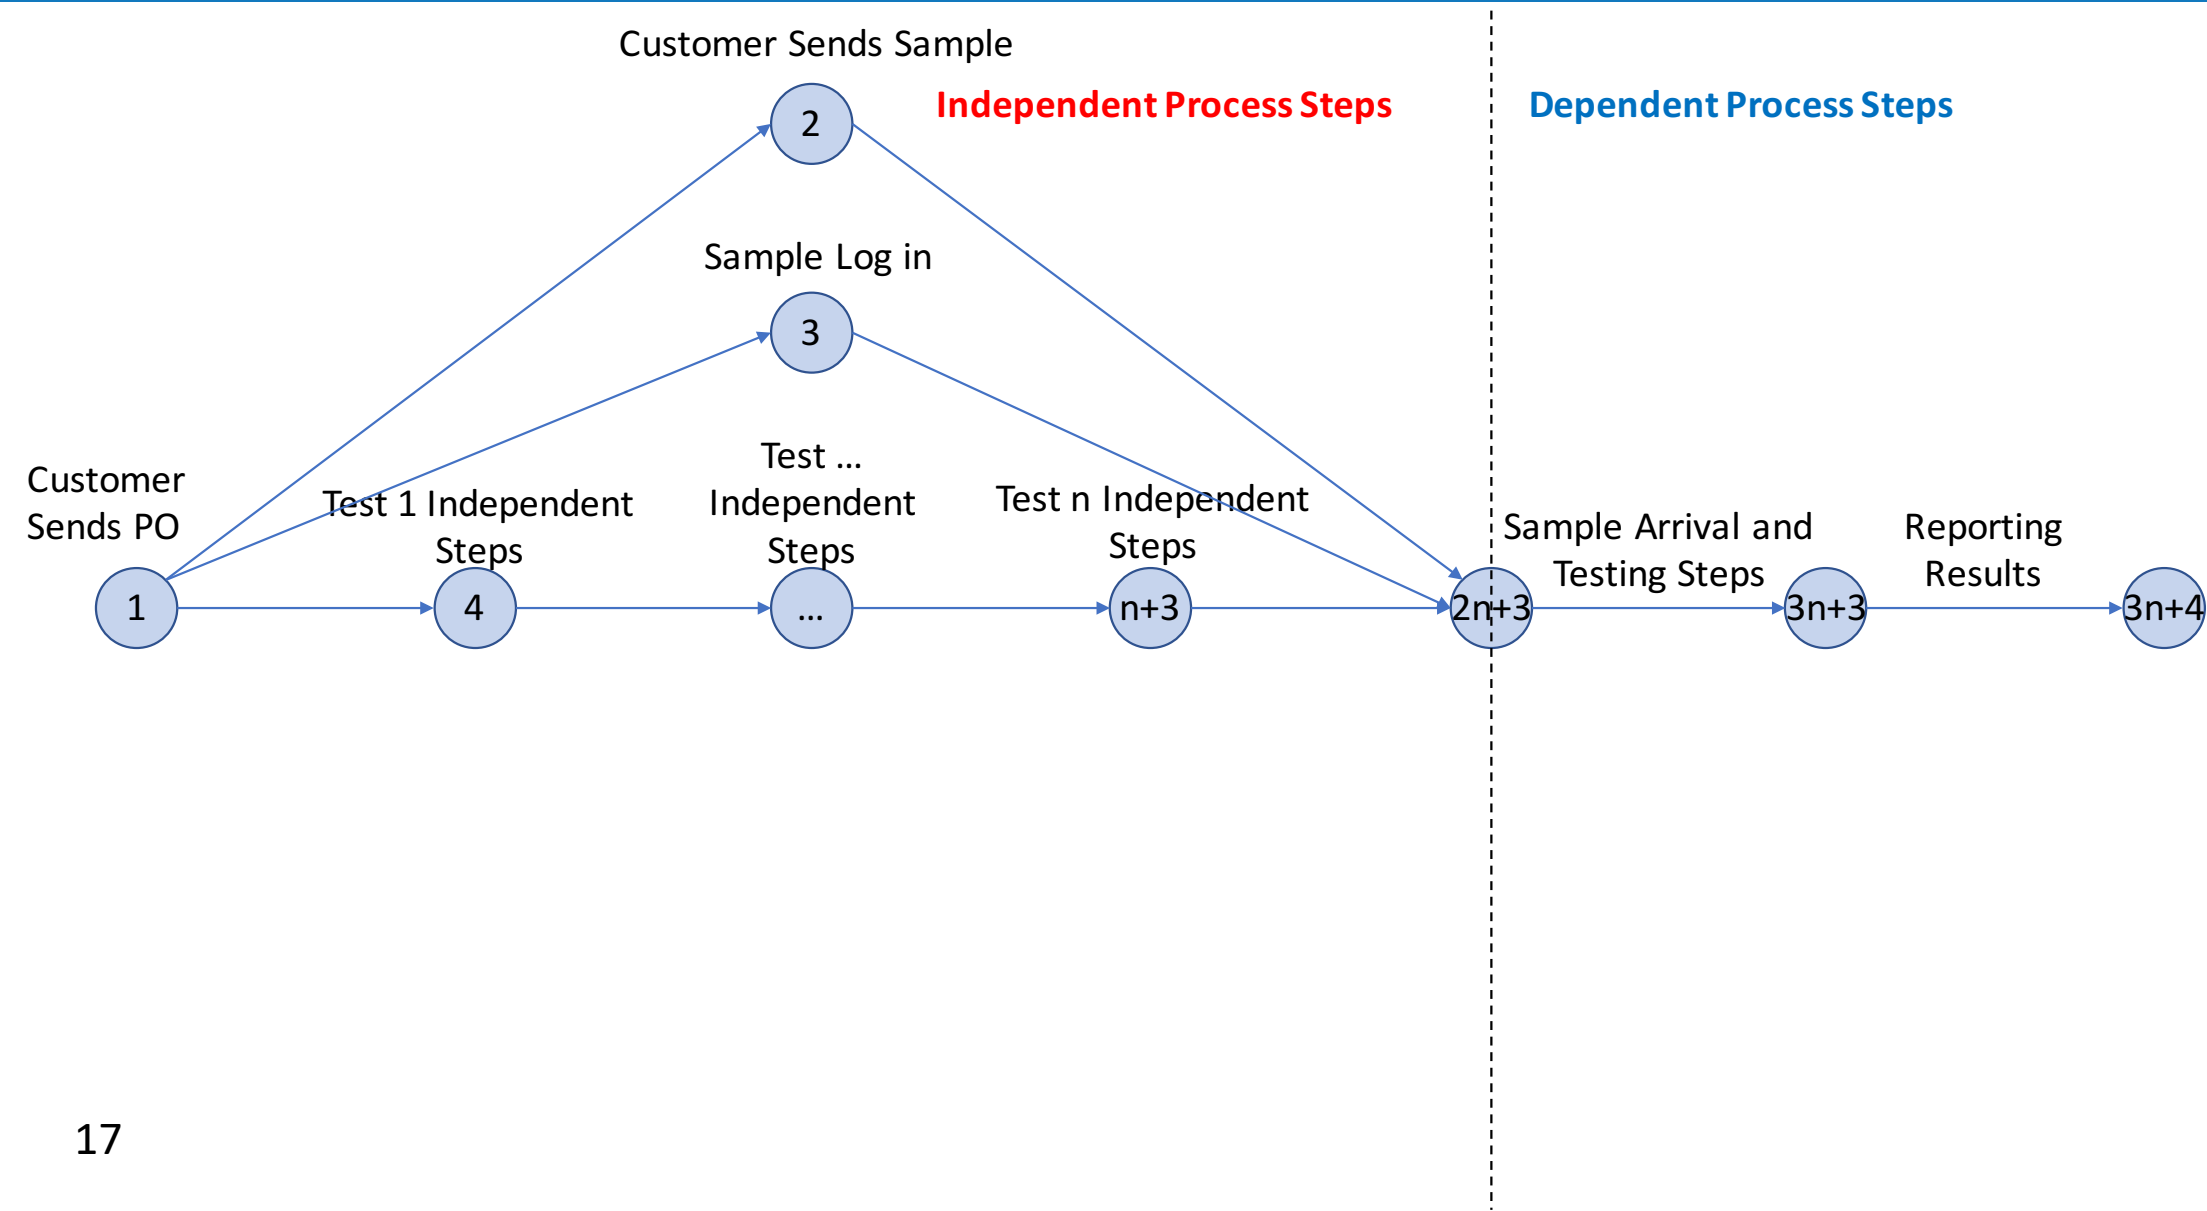 Customer Sends Sample
Independent Process Steps
Dependent Process Steps
2
Sample Log in
3
Customer
Sends PO
Test 1 Independent
Steps
Test ...
Independent
Steps
Test n Independent
Steps
Sample Arrival and
Testing Steps
Reporting
Results
1
4
...
n+3
2n+3
3n+3
3n+4
17